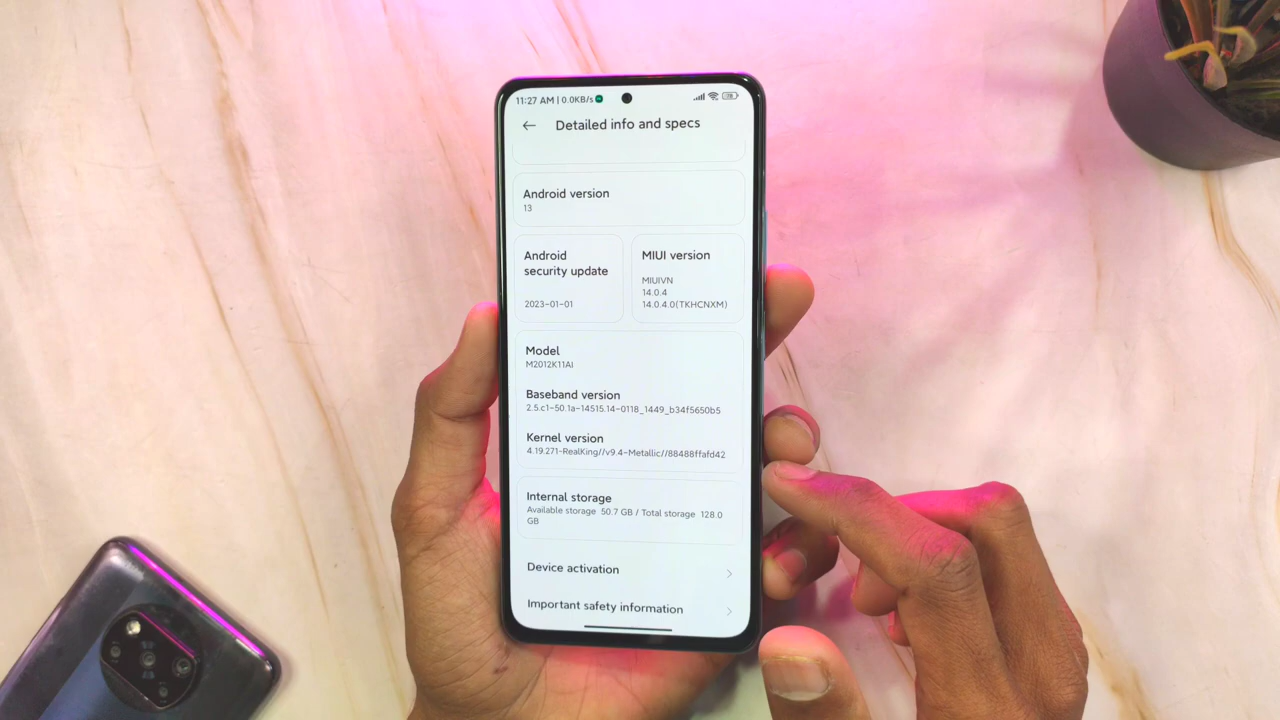 11:27 AM | 0.0KB/s
Detailed info and specs
Android version
13
Android
security update
2023-01-01
MIUI version
MIUIVN
14.0.4
14.0.4.0(TKHCNXM)
Model
M2012K11AI
Baseband version
2.5.c1-50.1a-14515.14-0118_1449_b34f5650b5
Kernel version
4.19.271-RealKing//v9.4-Metallic//88488ffafd42
Internal storage
Available storage 50.7 GB / Total storage 128.0
GB
Device activation
Important safety information